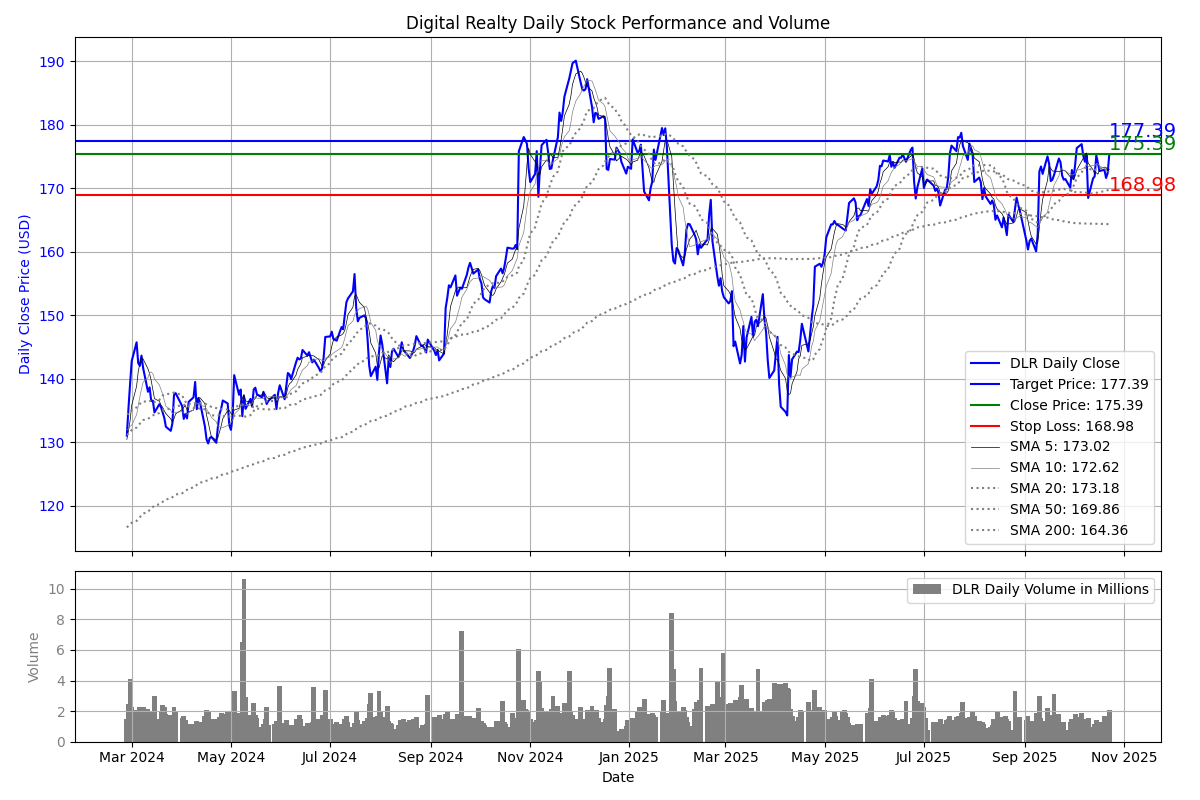 Digital Realty Daily Stock Performance and Volume
Daily Close Price (USD)
190
180
170
160
150
140
130
120
177.39
175.39
168.98
DLR Daily Close
Target Price: 177.39
Close Price: 175.39
Stop Loss: 168.98
SMA 5: 173.02
SMA 10: 172.62
SMA 20: 173.18
SMA 50: 169.86
SMA 200: 164.36
Volume
10
8
6
4
2
0
DLR Daily Volume in Millions
Mar 2024
May 2024
Jul 2024
Sep 2024
Nov 2024
Jan 2025
Mar 2025
May 2025
Jul 2025
Sep 2025
Nov 2025
Date